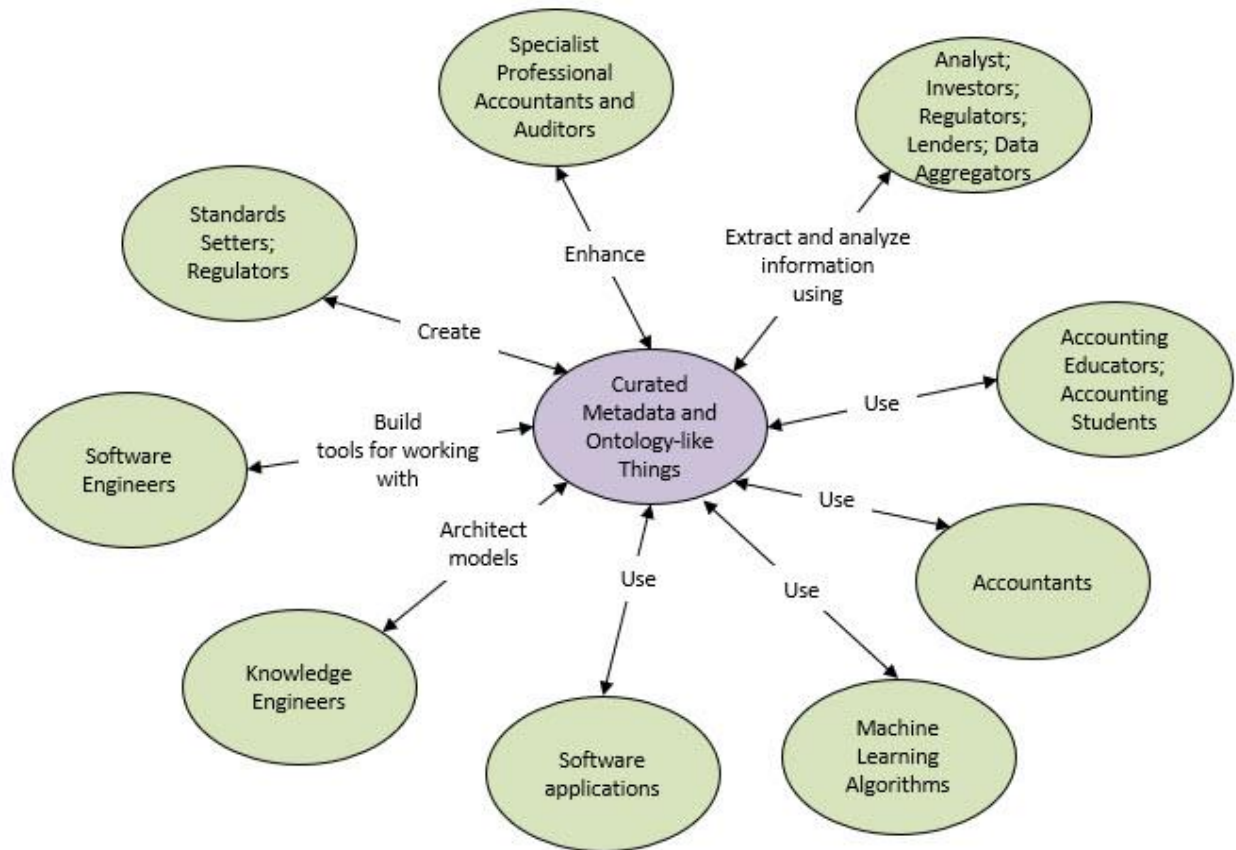 Specialist
Professional
Accountants and
Auditors
Analyst;
Investors;
Regulators;
Lenders; Data
Aggregators
Standards
Setters;
Regulators
Enhance
Extract and analyze
information
using
Create
Accounting
Educators;
Accounting
Students
Curated
Metadata and
Ontology-like
Things
Use
Build
tools for working
with
Software
Engineers
Use
Architect
models
Accountants
Use
Use
Knowledge
Engineers
Software
applications
Machine
Learning
Algorithms